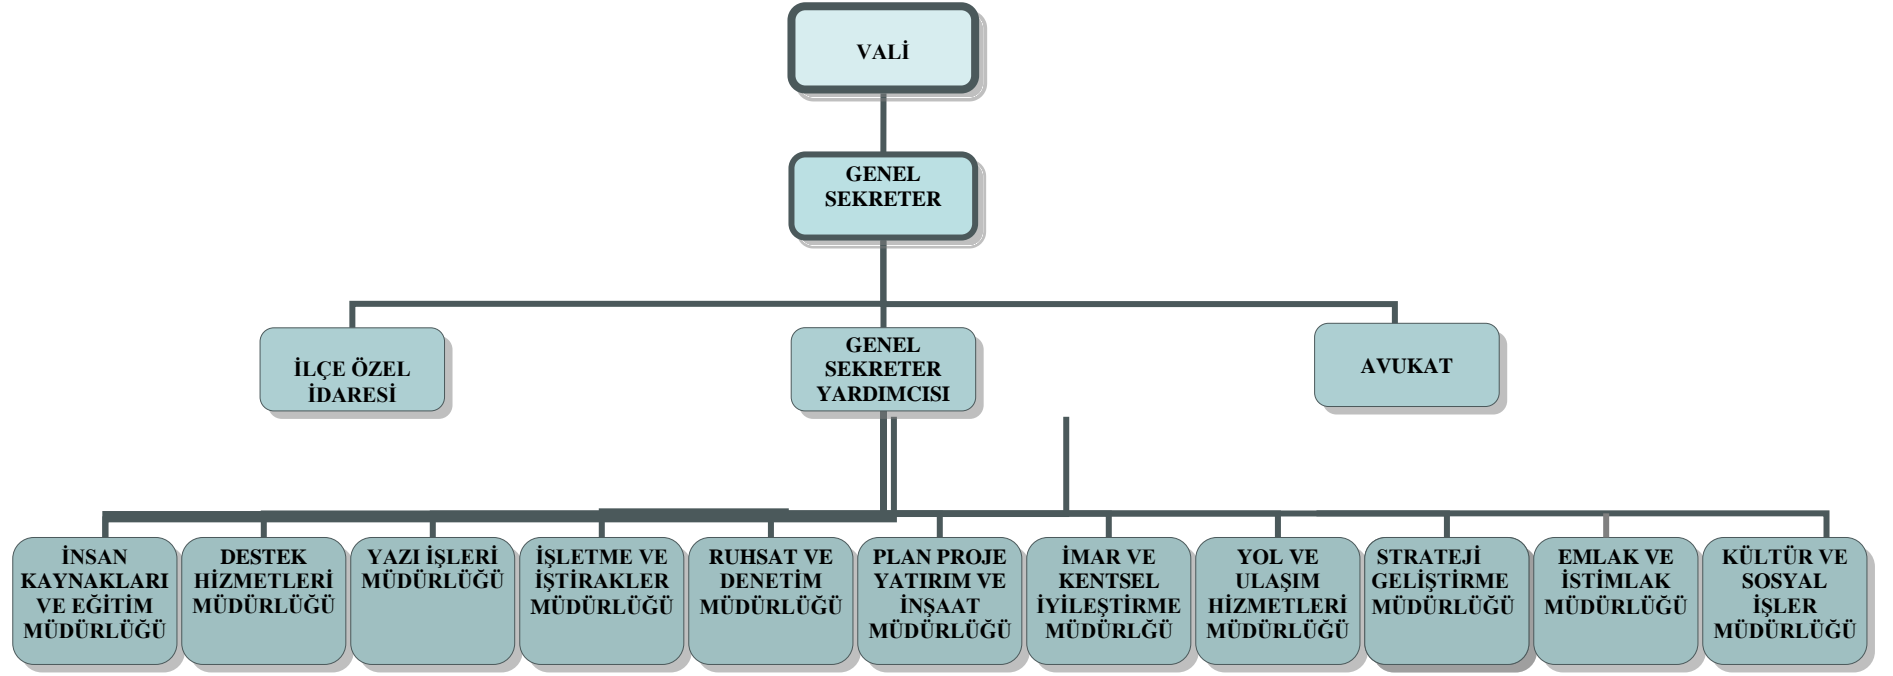 VALİ
GENEL
SEKRETER
İLÇE ÖZEL
İDARESİ
GENEL
SEKRETER
YARDIMCISI
AVUKAT
İNSAN
KAYNAKLARI
VE EĞİTİM
MÜDÜRLÜĞÜ
DESTEK
HİZMETLERİ
MÜDÜRLÜĞÜ
YAZI İŞLERİ
MÜDÜRLÜĞÜ
İŞLETME VE
İŞTİRAKLER
MÜDÜRLÜĞÜ
RUHSAT VE
DENETİM
MÜDÜRLÜĞÜ
PLAN PROJE
YATIRIM VE
İNŞAAT
MÜDÜRLÜĞÜ
İMAR VE
KENTSEL
İYİLEŞTİRME
MÜDÜRLĞÜ
YOL VE
ULAŞIM
HİZMETLERİ
MÜDÜRLÜĞÜ
STRATEJİ
GELİŞTİRME
MÜDÜRLÜĞÜ
EMLAK VE
İSTİMLAK
MÜDÜRLÜĞÜ
KÜLTÜR VE
SOSYAL
İŞLER
MÜDÜRLÜĞÜ